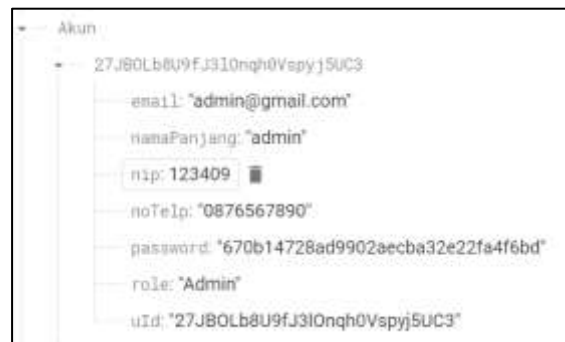 Akun
27JBOLb8U9fJ3lOnqh0Vspyj5UC3
email: "admin@gmail.com"
namaPanjang: "admin"
nip: 123409
noTelp: "0876567890"
password: "670b14728ad9902aecba32e22fa4f6bd"
role: "Admin"
uId: "27JBOLb8U9fJ3lOnqh0Vspyj5UC3"